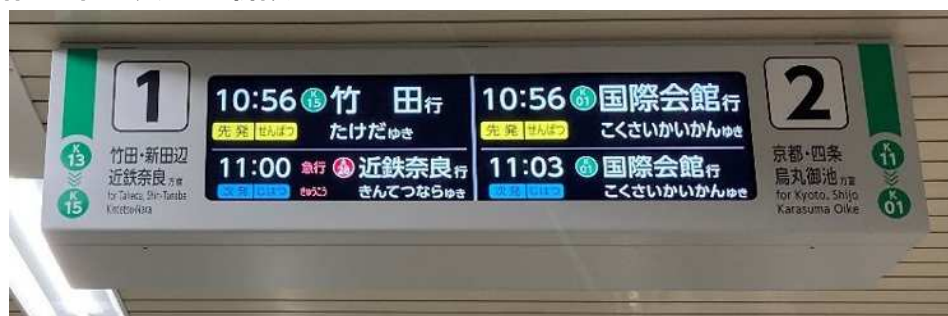 1
K
13
K
15
竹田・新田辺
近鉄奈良方面
for Takeda, Shin-Tanabe
Kintetsu-Nara
10:56 K15 竹田行
先発 せんぱつ たけだゆき
11:00 急行 A28 近鉄奈良行
次発 じはつ きゅうこう きんてつならゆき
10:56 K01 国際会館行
先発 せんぱつ こくさいかいかんゆき
11:03 K01 国際会館行
次発 じはつ こくさいかいかんゆき
2
京都・四条
烏丸御池方面
for Kyoto, Shijo
Karasuma Oike
K
11
K
01